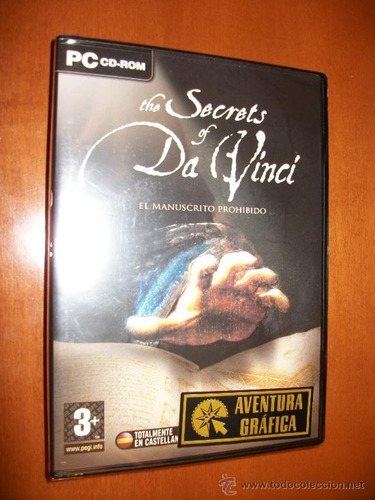 PC CD-ROM
the Secrets
of
Da Vinci
EL MANUSCRITO PROHIBIDO
3+
www.pegi.info
TOTALMENTE
EN CASTELLAN
AVENTURA
GRÁFICA
www.todocoleccion.net